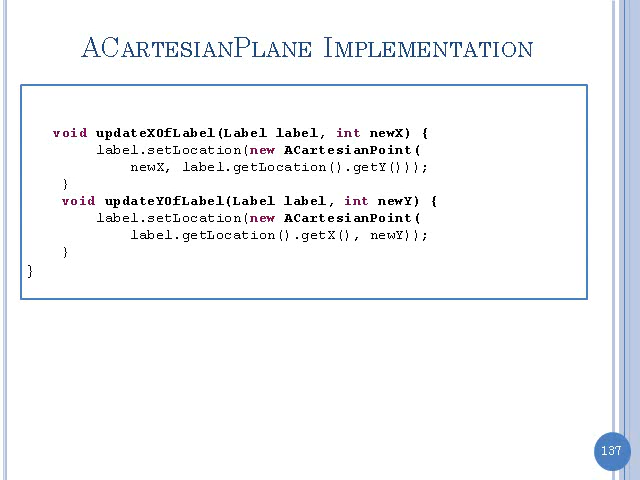 ACartesianPlane Implementation
void updateXOfLabel(Label label, int newX) {
label.setLocation(new ACartesianPoint(
newX, label.getLocation().getY()));
}
void updateYOfLabel(Label label, int newY) {
label.setLocation(new ACartesianPoint(
label.getLocation().getX(), newY));
}
}
137